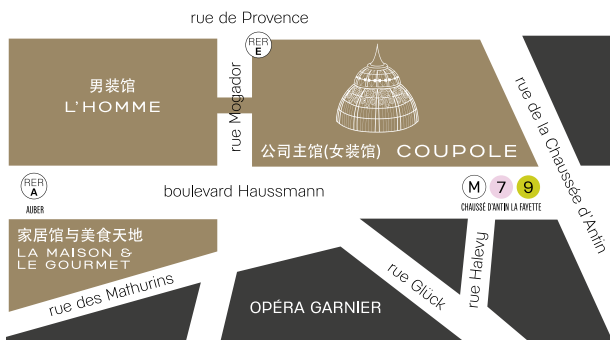 rue de Provence
RER
E
男装馆
L'HOMME
rue Mogador
公司主馆(女装馆) COUPOLE
rue de la Chaussée d'Antin
RER
A
AUBER
boulevard Haussmann
M 7 9
CHAUSSÉ D'ANTIN LA FAYETTE
家居馆与美食天地
LA MAISON &
LE GOURMET
rue des Mathurins
OPÉRA GARNIER
rue Glück
rue Halevy